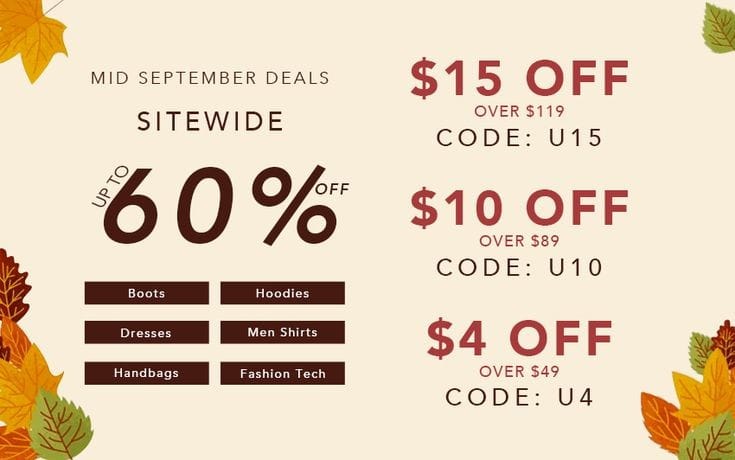 MID SEPTEMBER DEALS
SITEWIDE
UP TO 60% OFF
Boots
Hoodies
Dresses
Men Shirts
Handbags
Fashion Tech
$15 OFF
OVER $119
CODE: U15
$10 OFF
OVER $89
CODE: U10
$4 OFF
OVER $49
CODE: U4